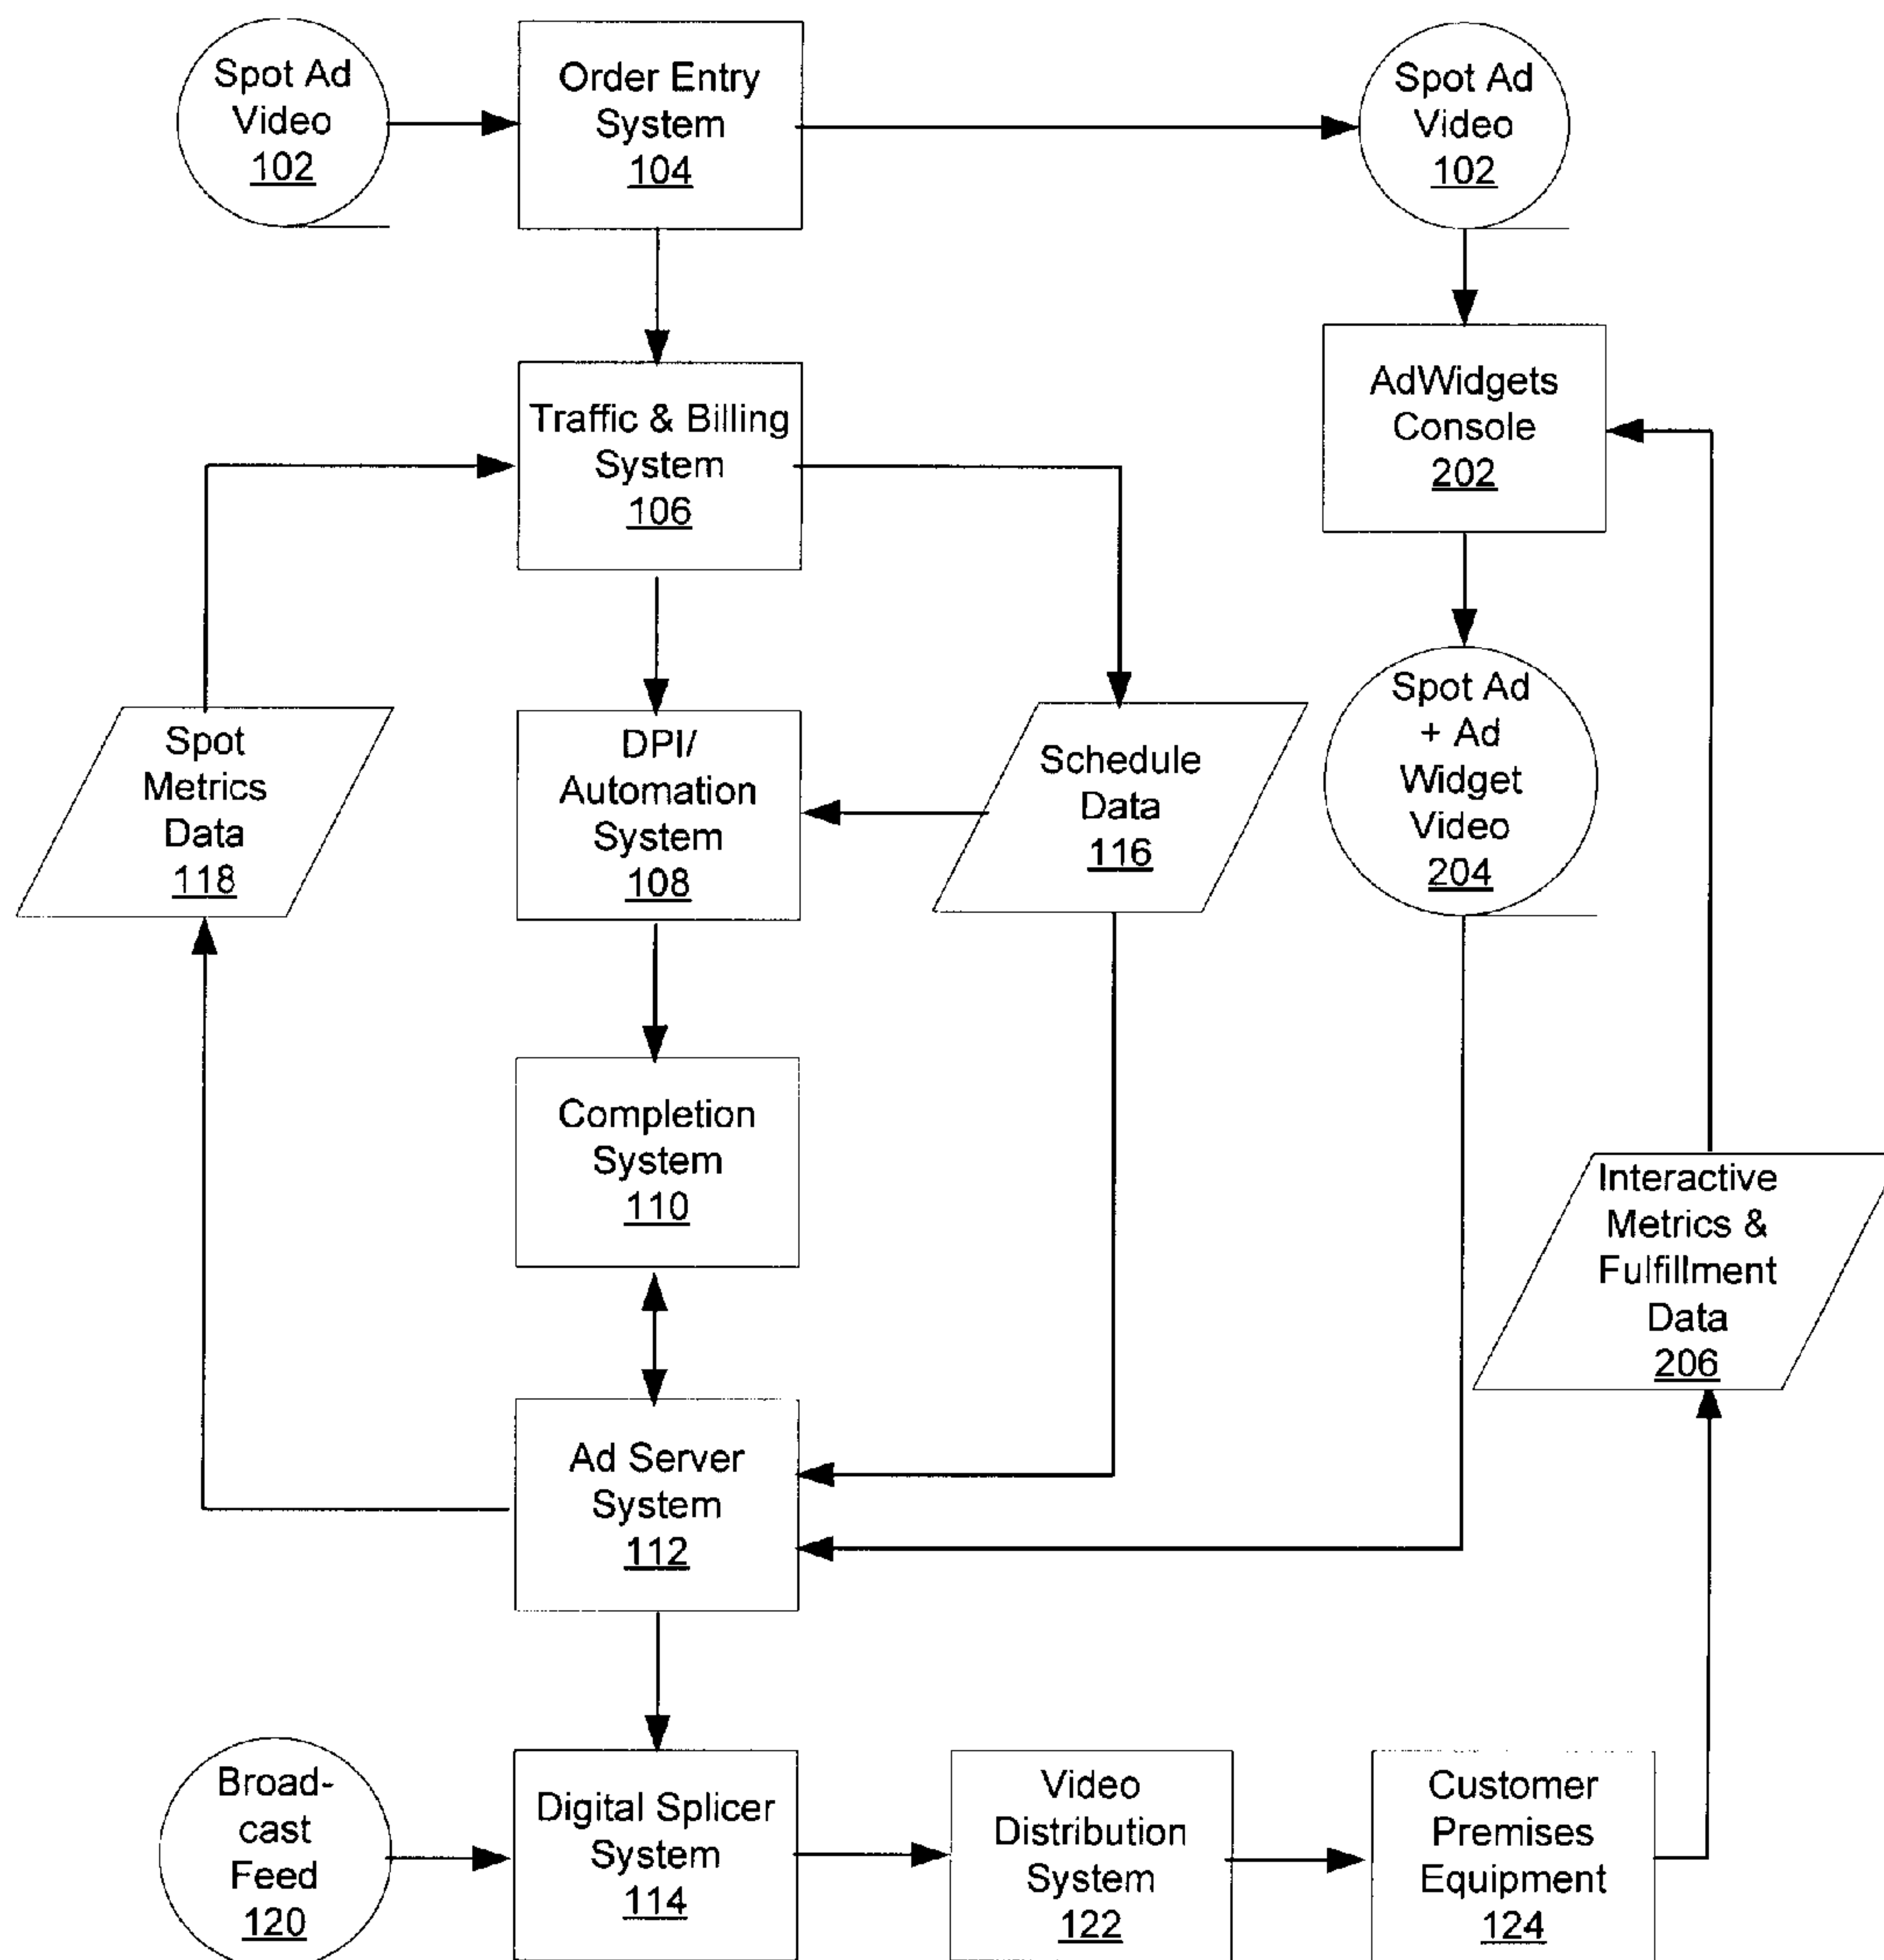 Spot Ad
Video
102
Order Entry
System
104
Spot Ad
Video
102
Traffic & Billing
System
106
AdWidgets
Console
202
Spot
Metrics
Data
118
DPI/
Automation
System
108
Schedule
Data
116
Spot Ad
+ Ad
Widget
Video
204
Completion
System
110
Interactive
Metrics &
Fulfillment
Data
206
Ad Server
System
112
Broad-
cast
Feed
120
Digital Splicer
System
114
Video
Distribution
System
122
Customer
Premises
Equipment
124